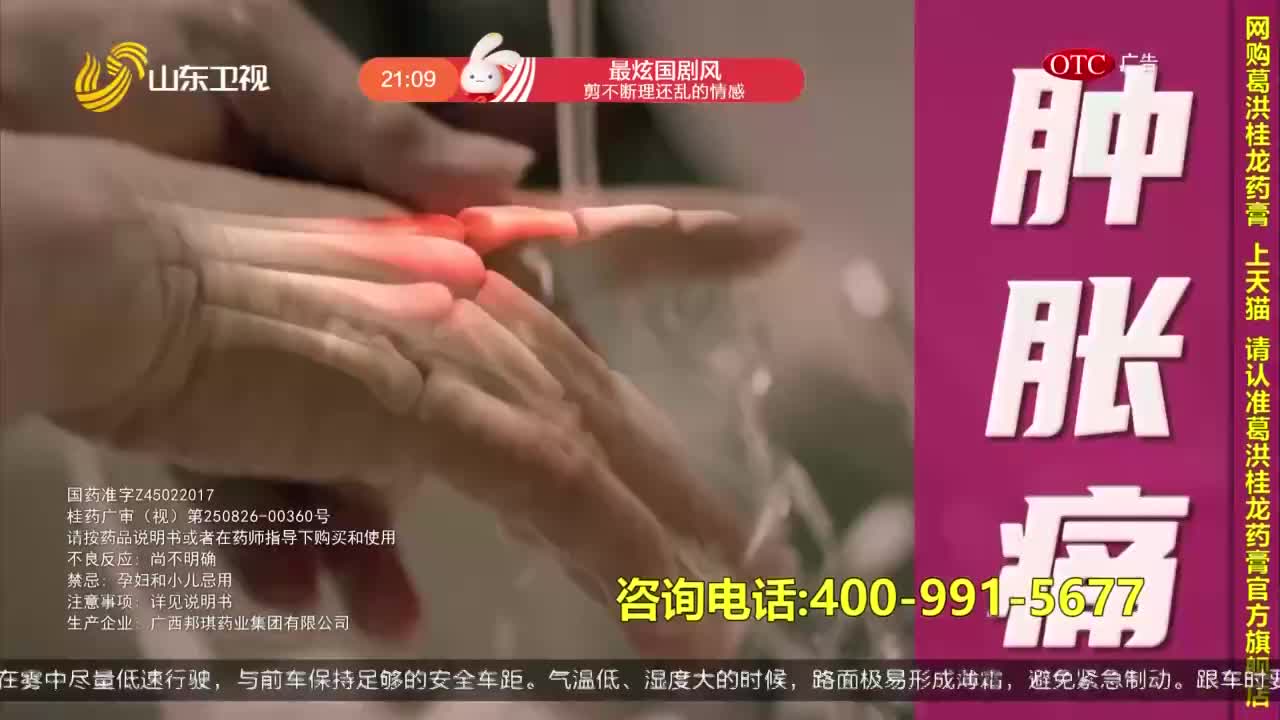 山东卫视
21:09
最炫国剧风
剪不断理还乱的情感
OTC
广告
肿
胀
痛
网购葛洪桂龙药膏 上天猫 请认准葛洪桂龙药膏官方旗舰店
国药准字Z45022017
桂药广审（视）第250826-00360号
请按药品说明书或者在药师指导下购买和使用
不良反应：尚不明确
禁忌：孕妇和小儿忌用
注意事项：详见说明书
生产企业：广西邦琪药业集团有限公司
咨询电话:400-991-5677
在雾中尽量低速行驶，与前车保持足够的安全车距。气温低、湿度大的时候，路面极易形成薄霜，避免紧急制动。跟车时要